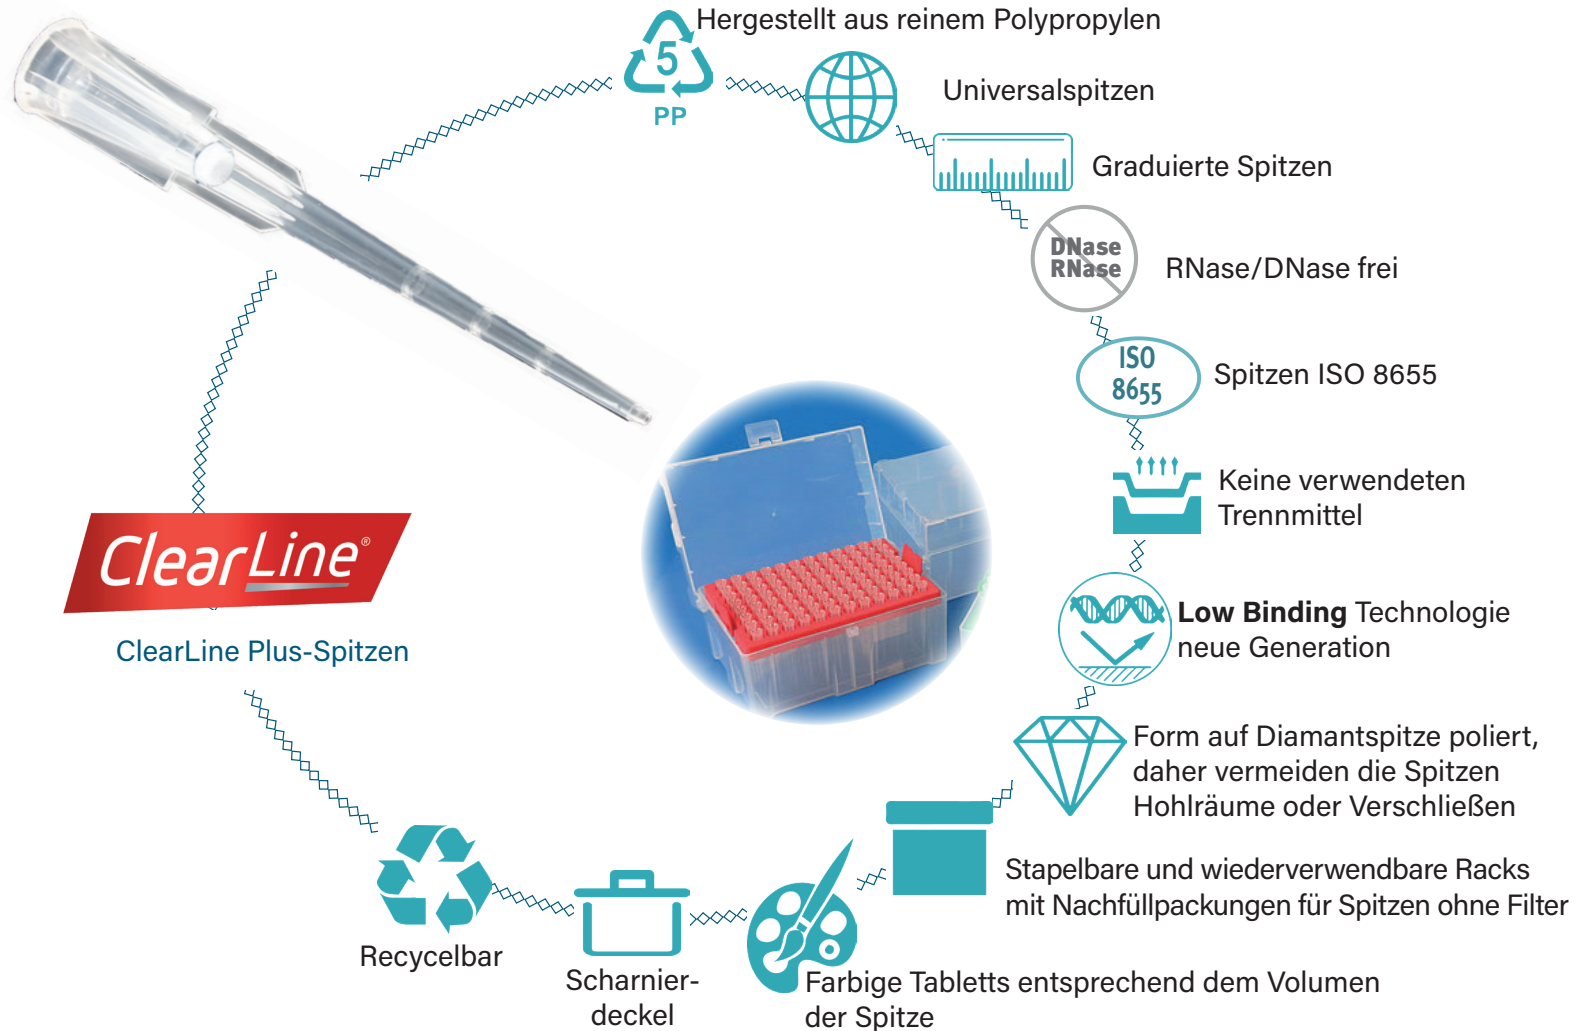 Hergestellt aus reinem Polypropylen
5
PP
Universalspitzen
Graduierte Spitzen
DNase
RNase
RNase/DNase frei
ISO
8655
Spitzen ISO 8655
Keine verwendeten
Trennmittel
Low Binding Technologie
neue Generation
Form auf Diamantspitze poliert,
daher vermeiden die Spitzen
Hohlräume oder Verschließen
Stapelbare und wiederverwendbare Racks
mit Nachfüllpackungen für Spitzen ohne Filter
Farbige Tabletts entsprechend dem Volumen
der Spitze
Scharnier-
deckel
Recycelbar
ClearLine®
ClearLine Plus-Spitzen